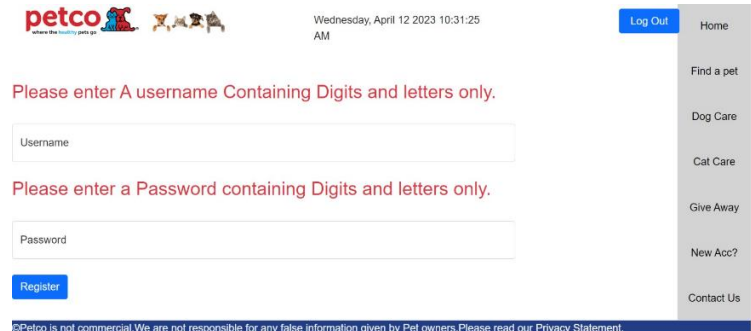 petco
where the healthy pets go
Wednesday, April 12 2023 10:31:25
AM
Log Out
Home
Find a pet
Dog Care
Cat Care
Give Away
New Acc?
Contact Us
Please enter A username Containing Digits and letters only.
Username
Please enter a Password containing Digits and letters only.
Password
Register
©Petco is not commercial.We are not responsible for any false information given by Pet owners.Please read our Privacy Statement.